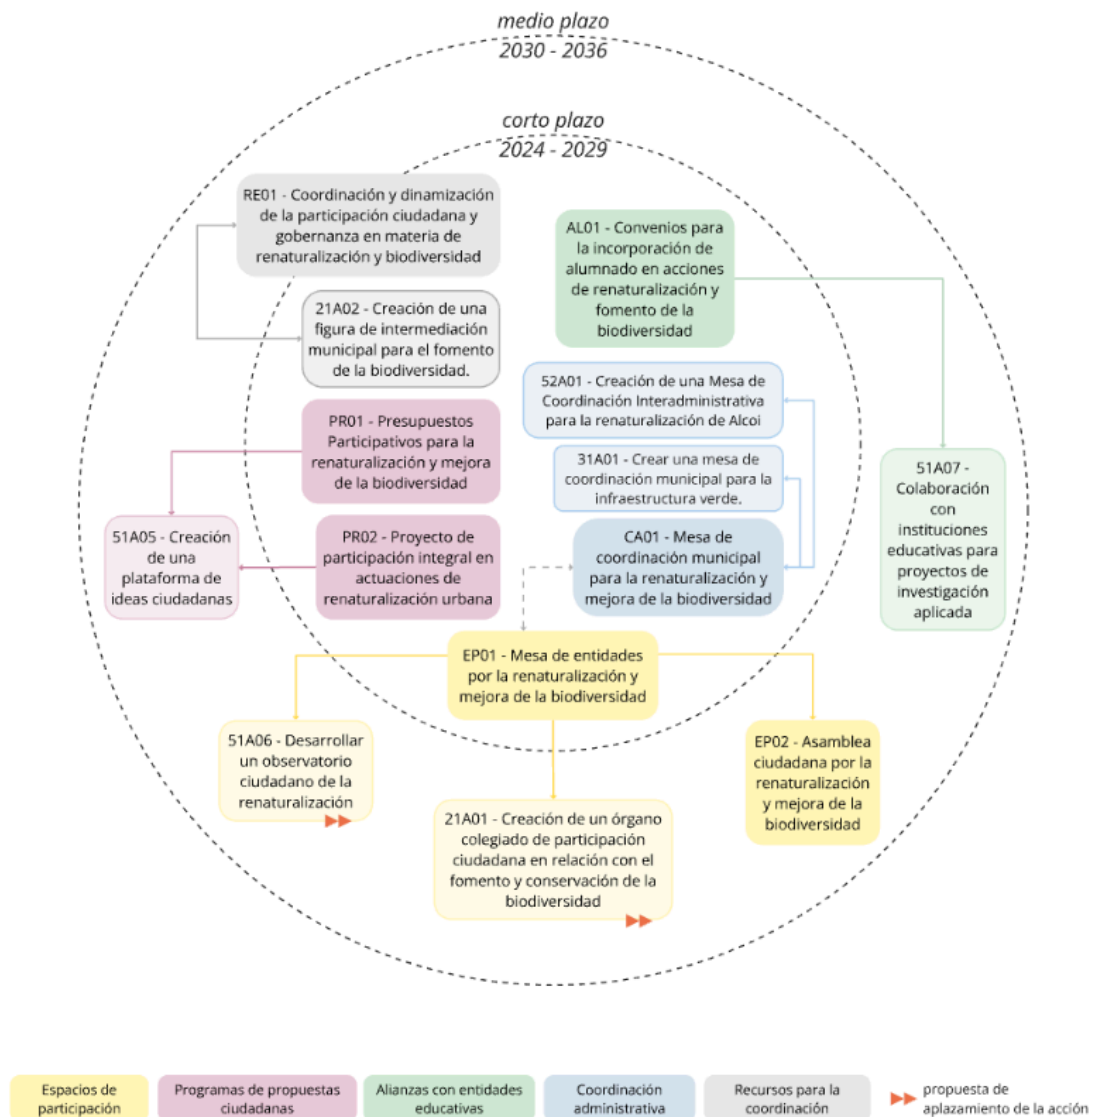 medio plazo
2030 - 2036
corto plazo
2024 - 2029
RE01 - Coordinación y dinamización
de la participación ciudadana y
gobernanza en materia de
renaturalización y biodiversidad
AL01 - Convenios para
la incorporación de
alumnado en acciones
de renaturalización y
fomento de la
biodiversidad
21A02 - Creación de una
figura de intermediación
municipal para el fomento
de la biodiversidad.
52A01 - Creación de una Mesa de
Coordinación Interadministrativa
para la renaturalización de Alcoi
PR01 - Presupuestos
Participativos para la
renaturalización y mejora
de la biodiversidad
31A01 - Crear una mesa de
coordinación municipal para la
infraestructura verde.
51A07 -
Colaboración
con
instituciones
educativas para
proyectos de
investigación
aplicada
51A05 - Creación
de una
plataforma de
ideas ciudadanas
PR02 - Proyecto de
participación integral en
actuaciones de
renaturalización urbana
CA01 - Mesa de
coordinación municipal
para la renaturalización y
mejora de la biodiversidad
EP01 - Mesa de entidades
por la renaturalización y
mejora de la biodiversidad
51A06 - Desarrollar
un observatorio
ciudadano de la
renaturalización
EP02 - Asamblea
ciudadana por la
renaturalización
y mejora de la
biodiversidad
21A01 - Creación de un órgano
colegiado de participación
ciudadana en relación con el
fomento y conservación de la
biodiversidad
Espacios de
participación
Programas de propuestas
ciudadanas
Alianzas con entidades
educativas
Coordinación
administrativa
Recursos para la
coordinación
propuesta de
aplazamiento de la acción